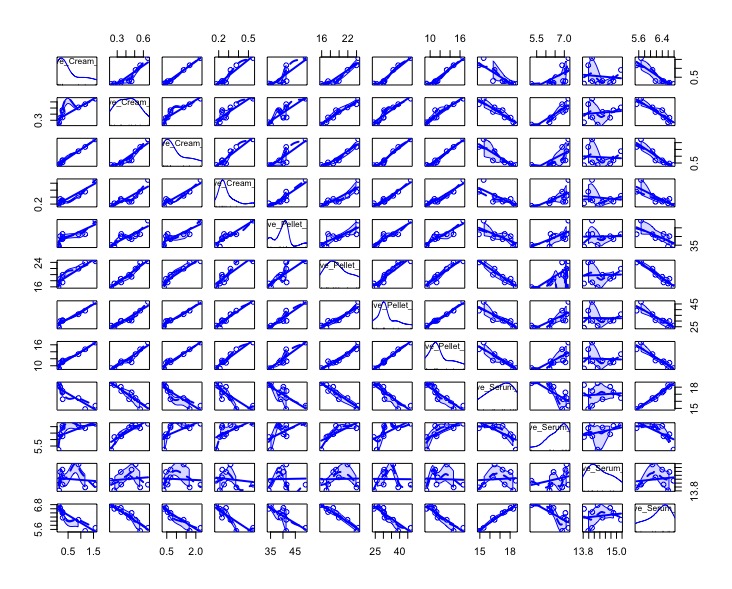 0.3 0.6 0.2 0.5 16 22 10 16 5.5 7.0 5.6 6.4
ve_Cream_
0.5
0.3
ve_Cream_
ve_Cream_
0.5
0.2
ve_Cream_
ve_Pellet_
35
24
16
ve_Pellet_
ve_Pellet_
45
25
16
10
ve_Pellet_
ve_Serum_
18
15
5.5
ve_Serum_
ve_Serum_
13.8
6.8
5.6
ve_Serum_
0.5 1.5 0.5 2.0 35 45 25 40 15 18 13.8 15.0